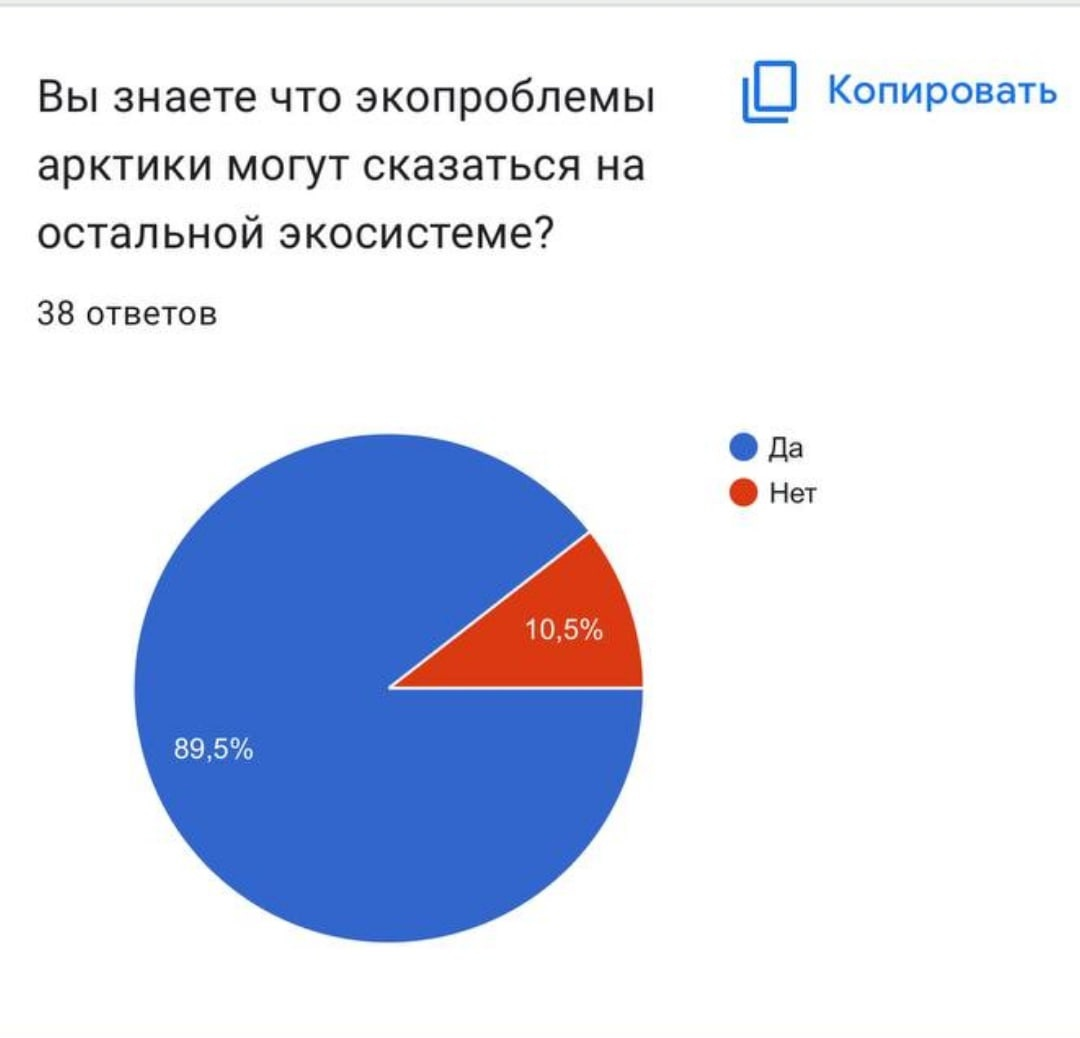 Вы знаете что экопроблемы
арктики могут сказаться на
остальной экосистеме?
Копировать
38 ответов
Да
Нет
10,5%
89,5%